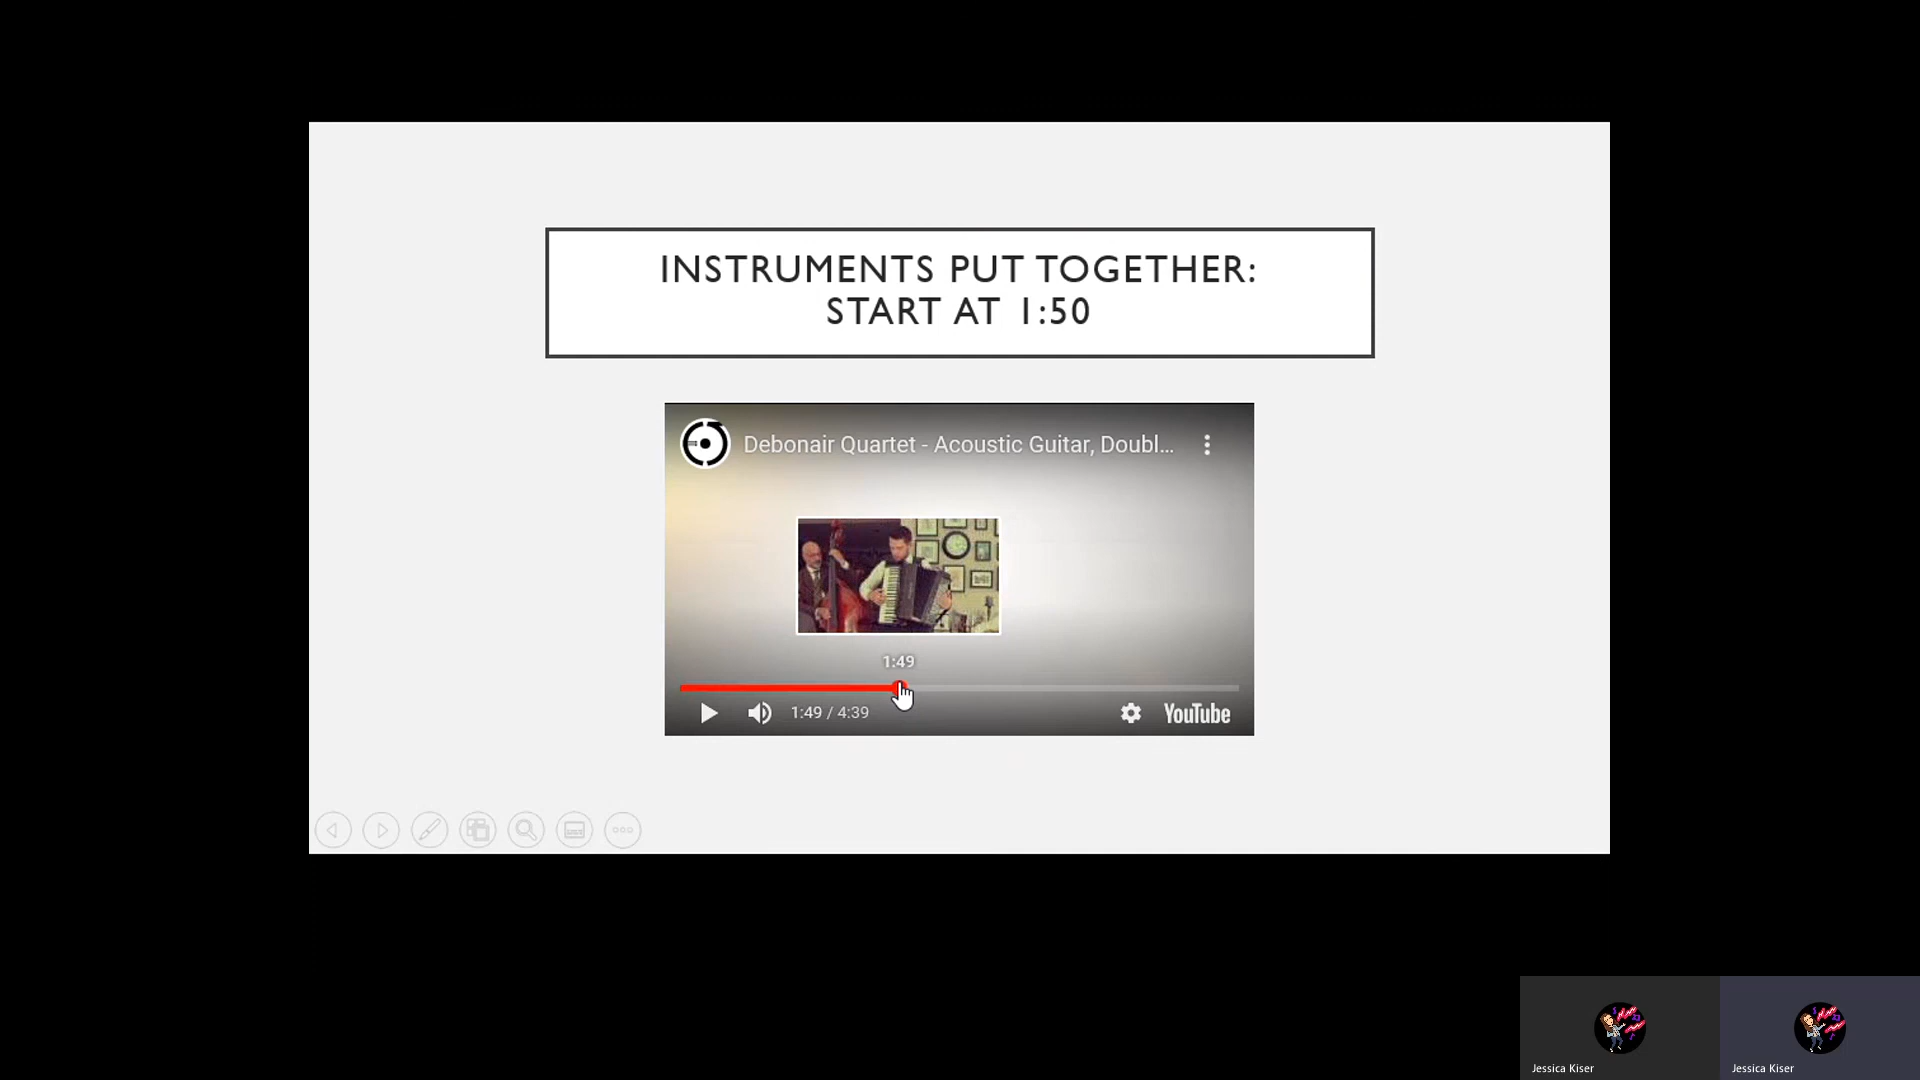 INSTRUMENTS PUT TOGETHER:
START AT 1:50
Debonair Quartet - Acoustic Guitar, Doubl...
1:49
1:49 / 4:39
YouTube
Jessica Kiser
Jessica Kiser